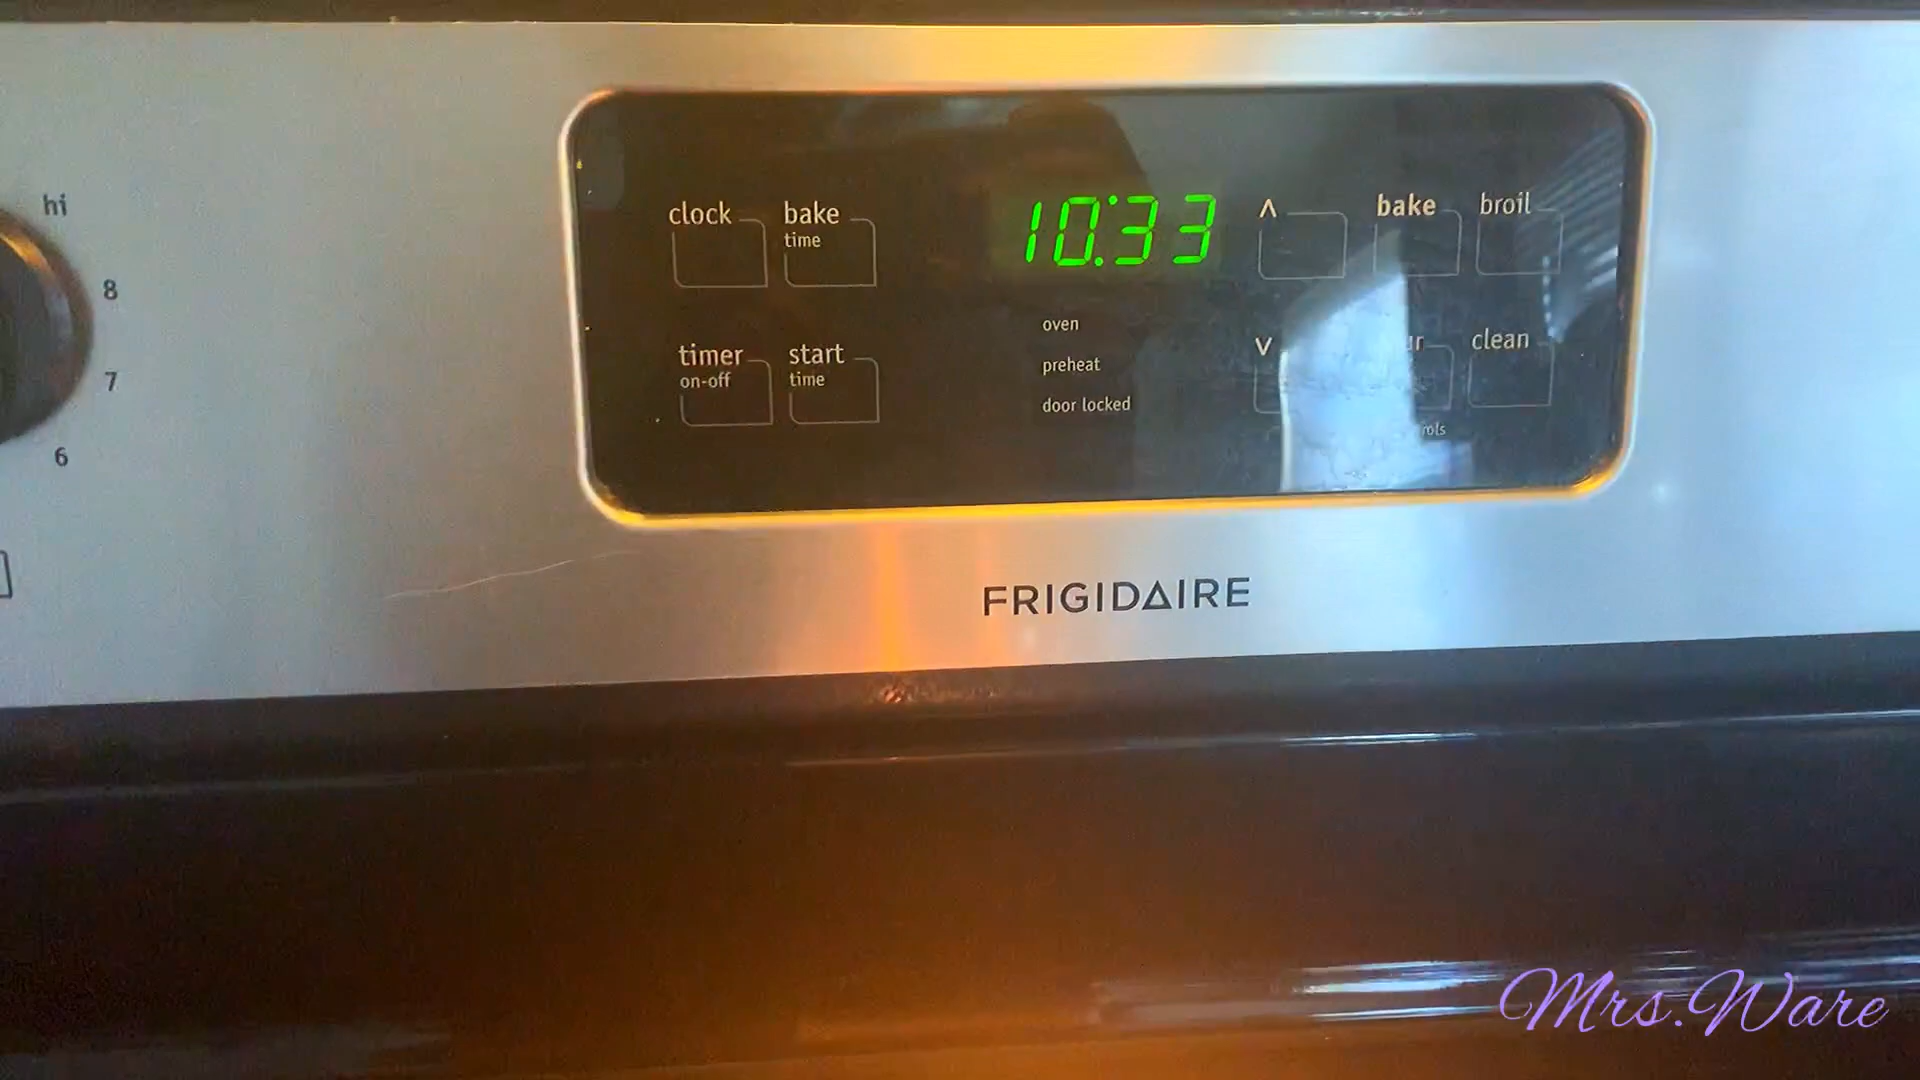 hi
8
7
6
clock
bake
time
timer
on-off
start
time
10:33
oven
preheat
door locked
^
bake
broil
v
clean
FRIGIDAIRE
Mrs.Ware